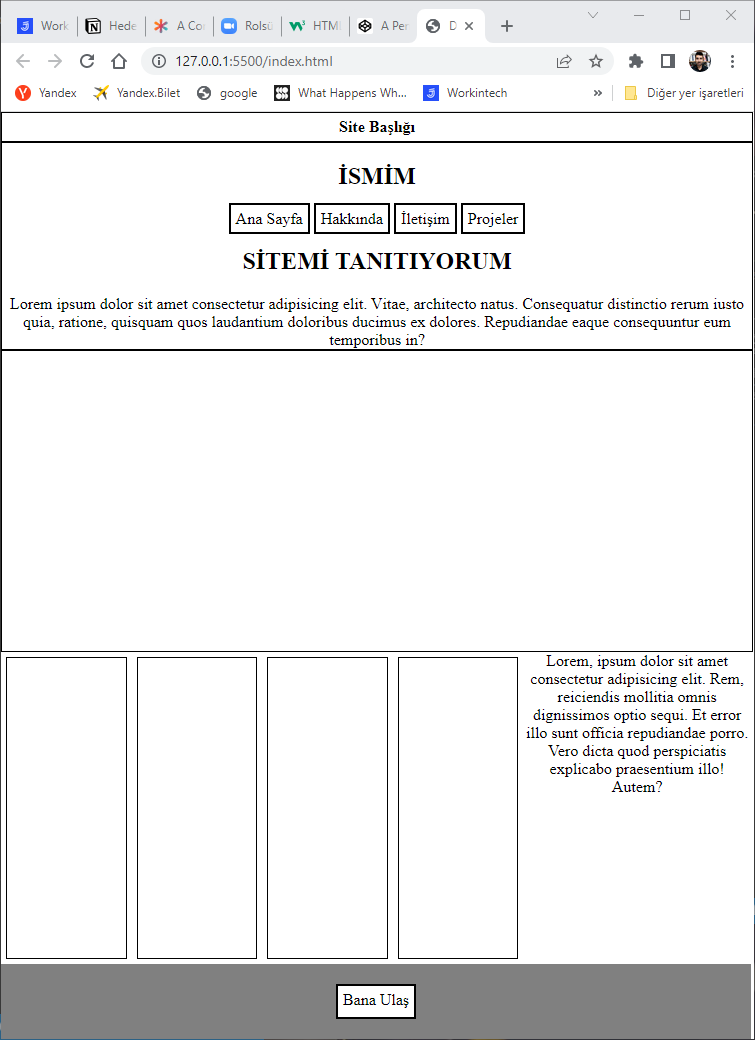 Work
Hede
A Co
Rolsü
HTM
A Per
D
127.0.0.1:5500/index.html
Yandex
Yandex.Bilet
google
What Happens Wh...
Workintech
»
Diğer yer işaretleri
Site Başlığı
İSMİM
Ana Sayfa
Hakkında
İletişim
Projeler
SİTEMİ TANITIYORUM
Lorem ipsum dolor sit amet consectetur adipisicing elit. Vitae, architecto natus. Consequatur distinctio rerum iusto
quia, ratione, quisquam quos laudantium doloribus ducimus ex dolores. Repudiandae eaque consequuntur eum
temporibus in?
Lorem, ipsum dolor sit amet
consectetur adipisicing elit. Rem,
reiciendis mollitia omnis
dignissimos optio sequi. Et error
illo sunt officia repudiandae porro.
Vero dicta quod perspiciatis
explicabo praesentium illo!
Autem?
Bana Ulaş